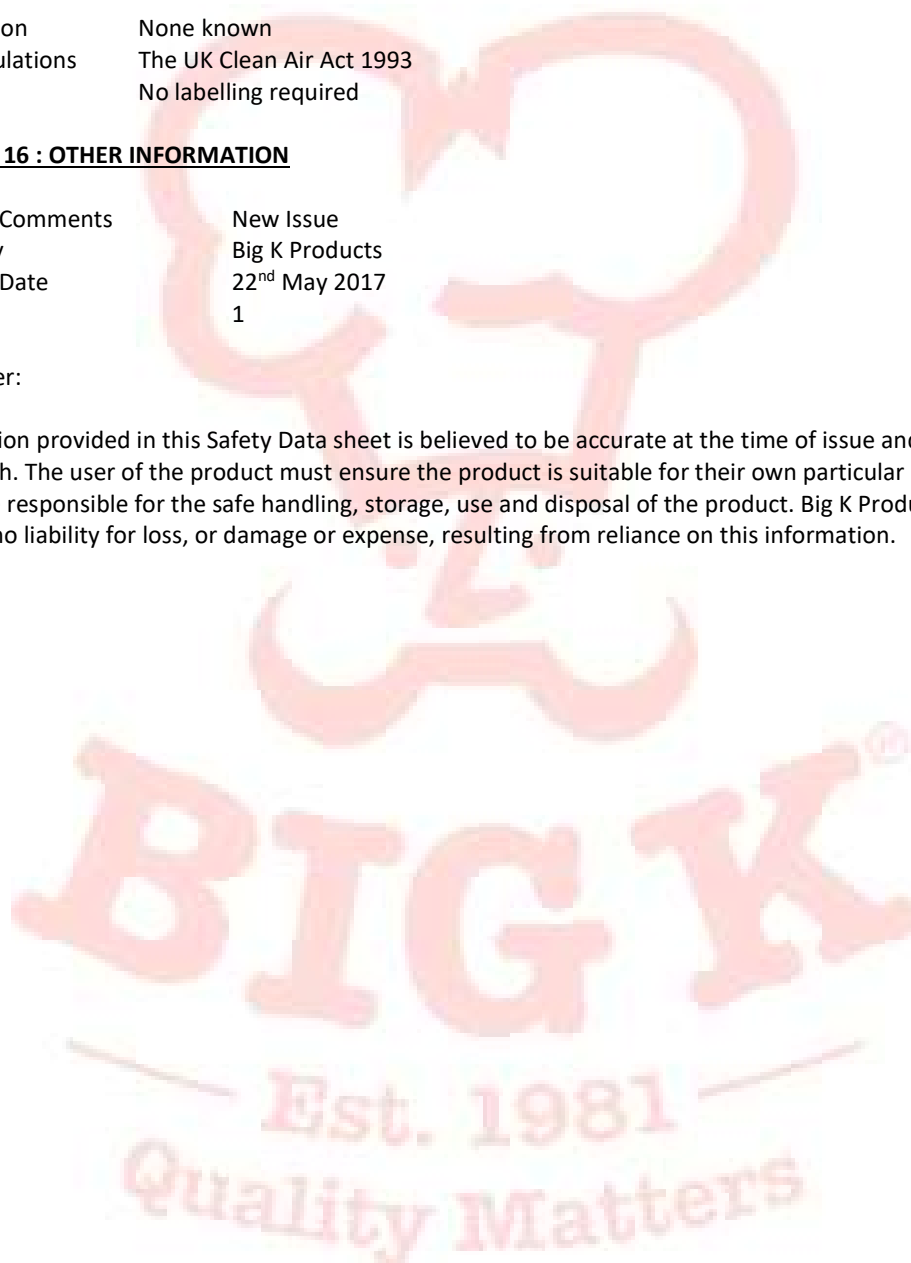 on None known
ulations The UK Clean Air Act 1993
No labelling required
16 : OTHER INFORMATION
Comments New Issue
y Big K Products
Date 22nd May 2017
1
er:
ion provided in this Safety Data sheet is believed to be accurate at the time of issue and
h. The user of the product must ensure the product is suitable for their own particular
responsible for the safe handling, storage, use and disposal of the product. Big K Produ
no liability for loss, or damage or expense, resulting from reliance on this information.
BIG K®
Est. 1981
Quality Matters